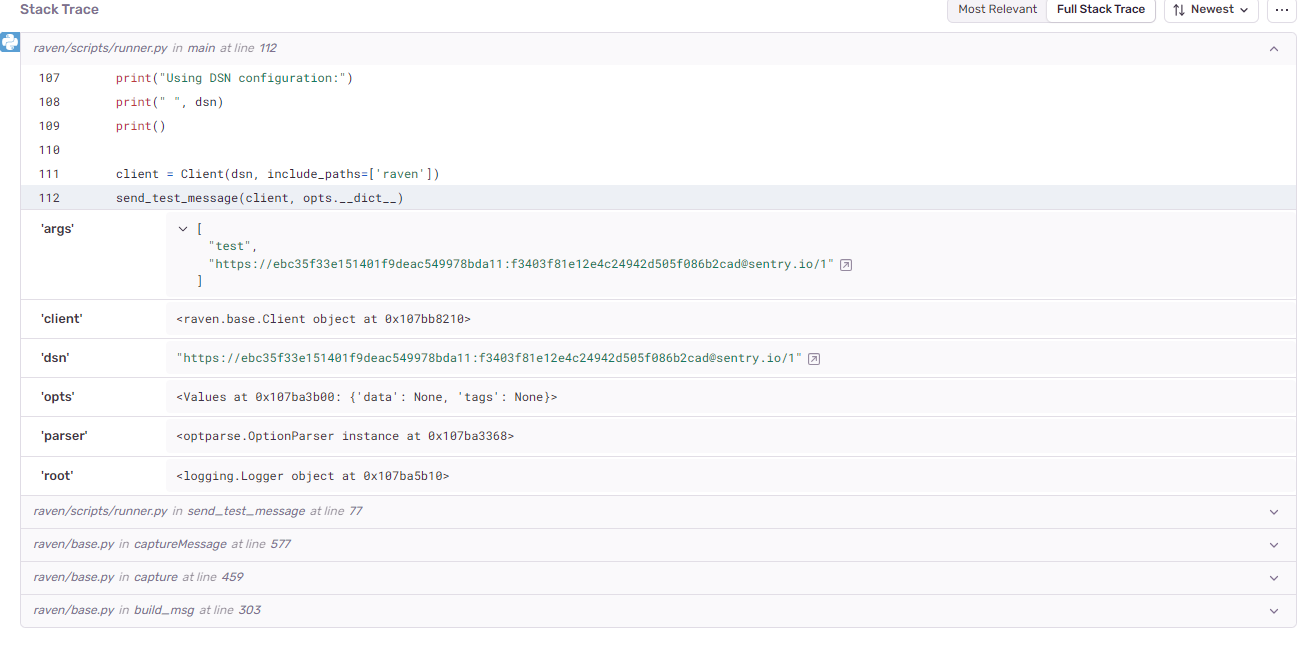 Stack Trace
Most Relevant Full Stack Trace Newest
raven/scripts/runner.py in main at line 112
107 print("Using DSN configuration:")
108 print(" ", dsn)
109 print()
110
111 client = Client(dsn, include_paths=['raven'])
112 send_test_message(client, opts.__dict__)
'args' [
"test",
"https://ebc35f33e151401f9deac549978bda11:f3403f81e12e4c24942d505f086b2cad@sentry.io/1"
]
'client' <raven.base.Client object at 0x107bb8210>
'dsn' "https://ebc35f33e151401f9deac549978bda11:f3403f81e12e4c24942d505f086b2cad@sentry.io/1"
'opts' <Values at 0x107ba3b00: {'data': None, 'tags': None}>
'parser' <optparse.OptionParser instance at 0x107ba3368>
'root' <logging.Logger object at 0x107ba5b10>
raven/scripts/runner.py in send_test_message at line 77
raven/base.py in captureMessage at line 577
raven/base.py in capture at line 459
raven/base.py in build_msg at line 303